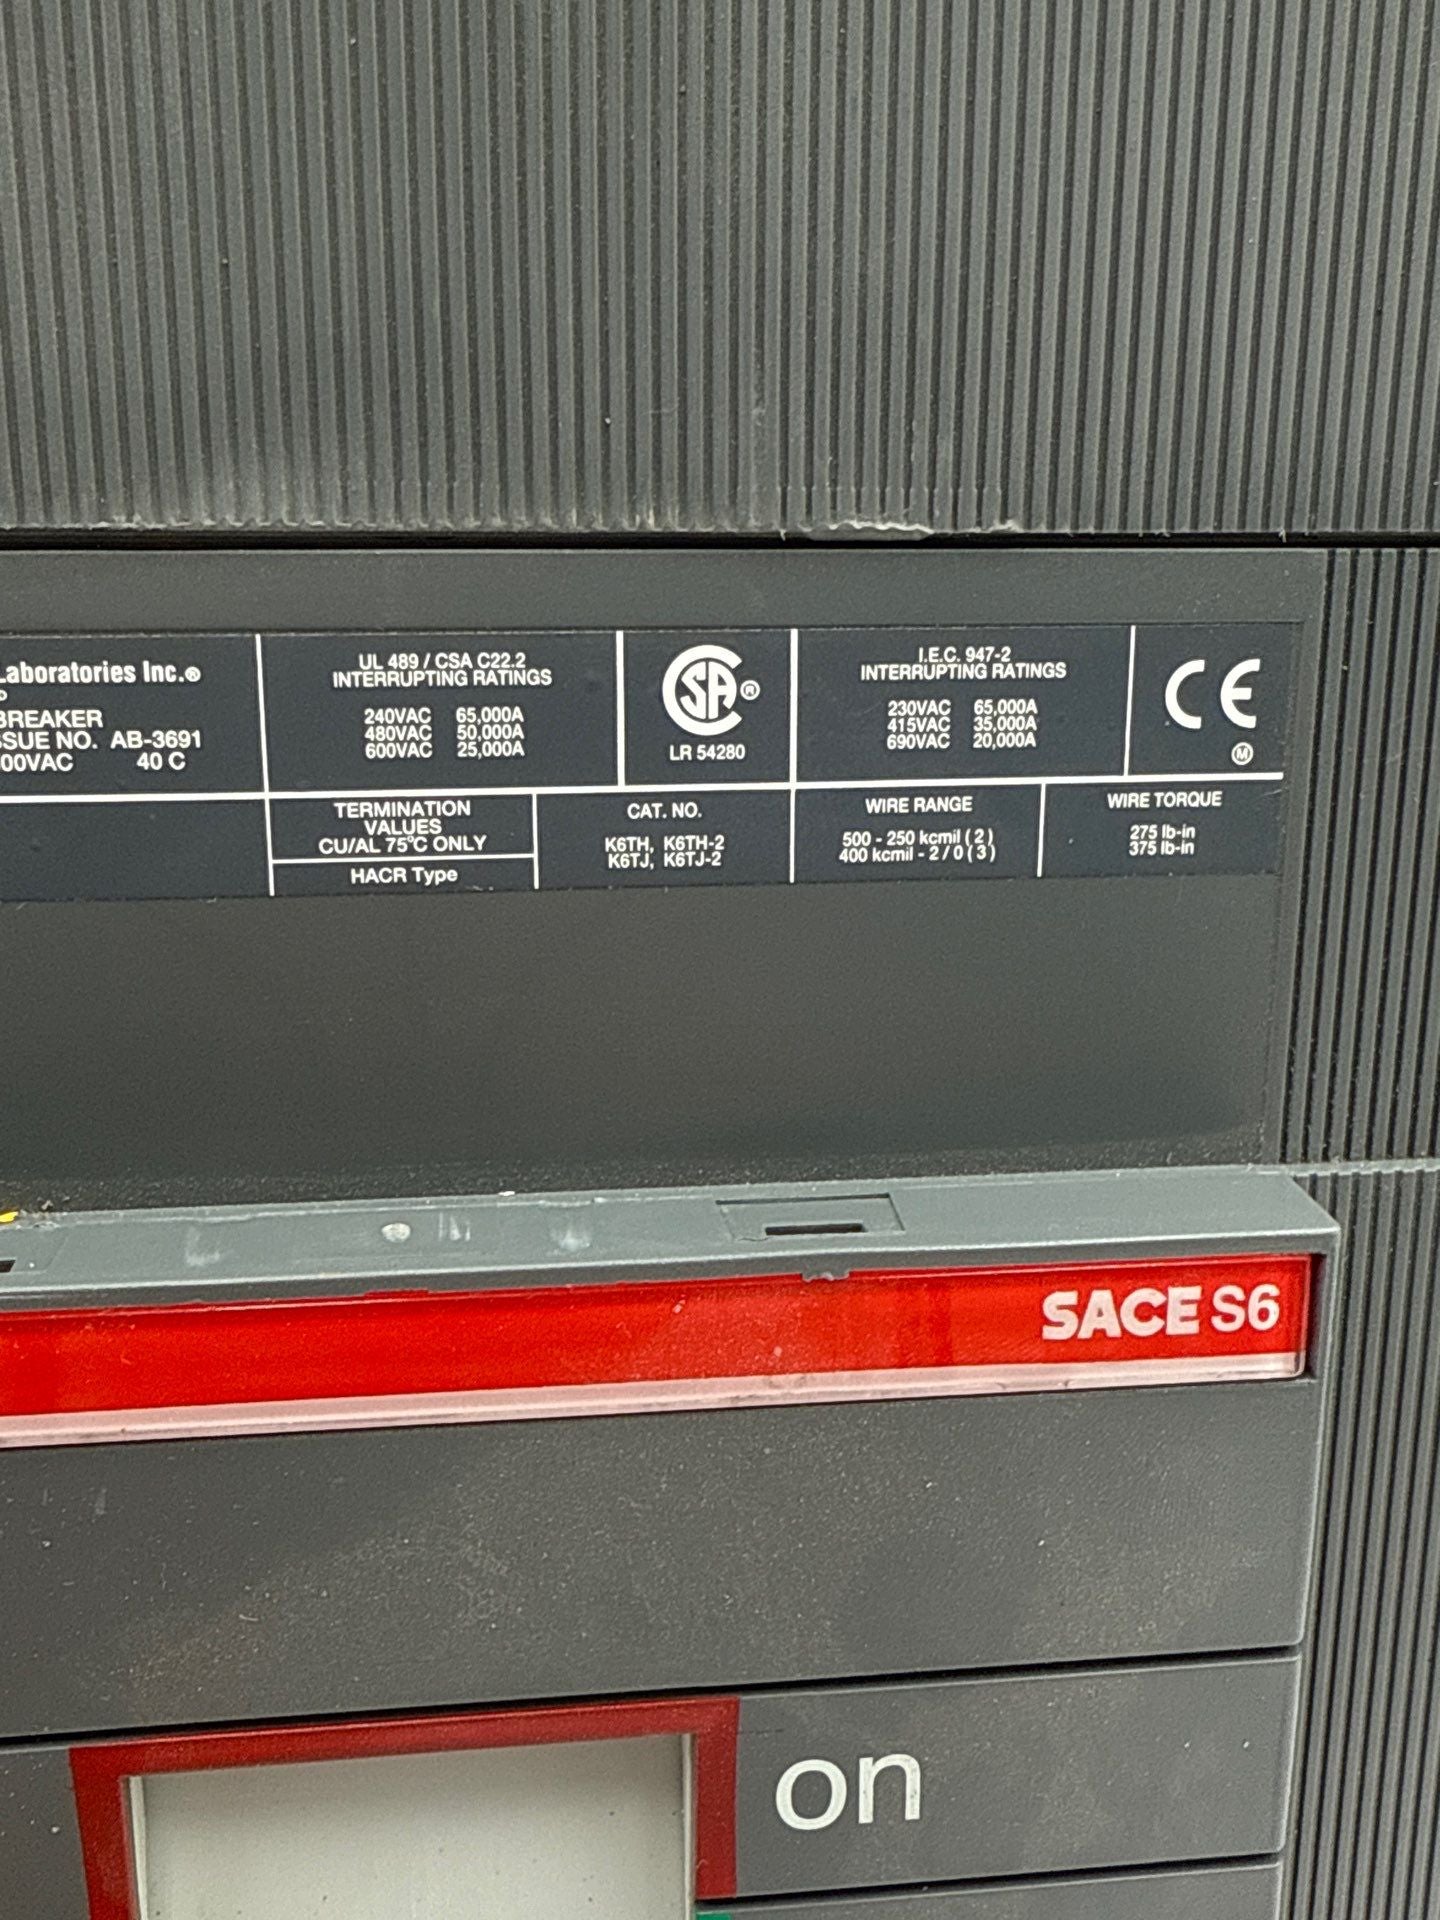 Laboratories Inc.®
BREAKER
SSUE NO. AB-3691
00VAC 40 C
UL 489 / CSA C22.2
INTERRUPTING RATINGS
240VAC 65,000A
480VAC 50,000A
600VAC 25,000A
SA ®
LR 54280
I.E.C. 947-2
INTERRUPTING RATINGS
230VAC 65,000A
415VAC 35,000A
690VAC 20,000A
CE
Ⓜ
TERMINATION
VALUES
CU/AL 75°C ONLY
HACR Type
CAT. NO.
K6TH, K6TH-2
K6TJ, K6TJ-2
WIRE RANGE
500 - 250 kcmil ( 2 )
400 kcmil - 2 / 0 ( 3 )
WIRE TORQUE
275 lb-in
375 lb-in
SACE S6
on